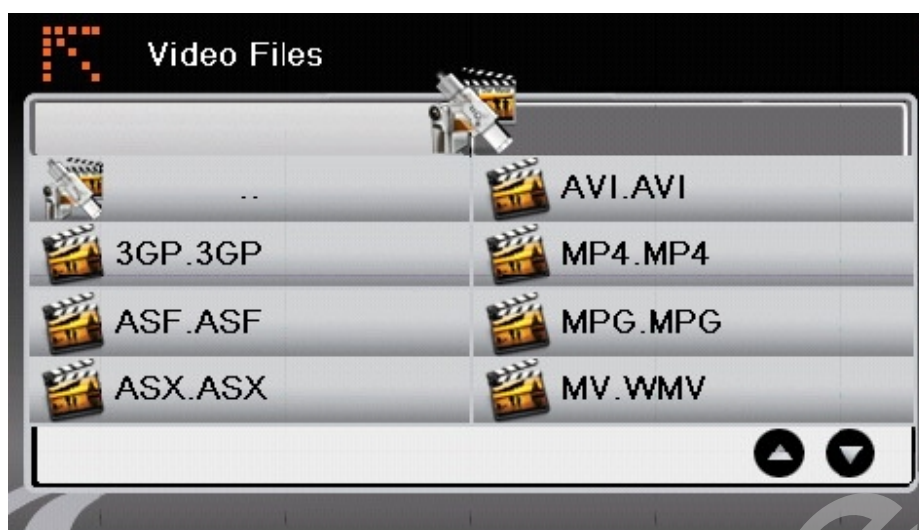 Video Files
..
AVI.AVI
3GP.3GP
MP4.MP4
ASF.ASF
MPG.MPG
ASX.ASX
MV.WMV